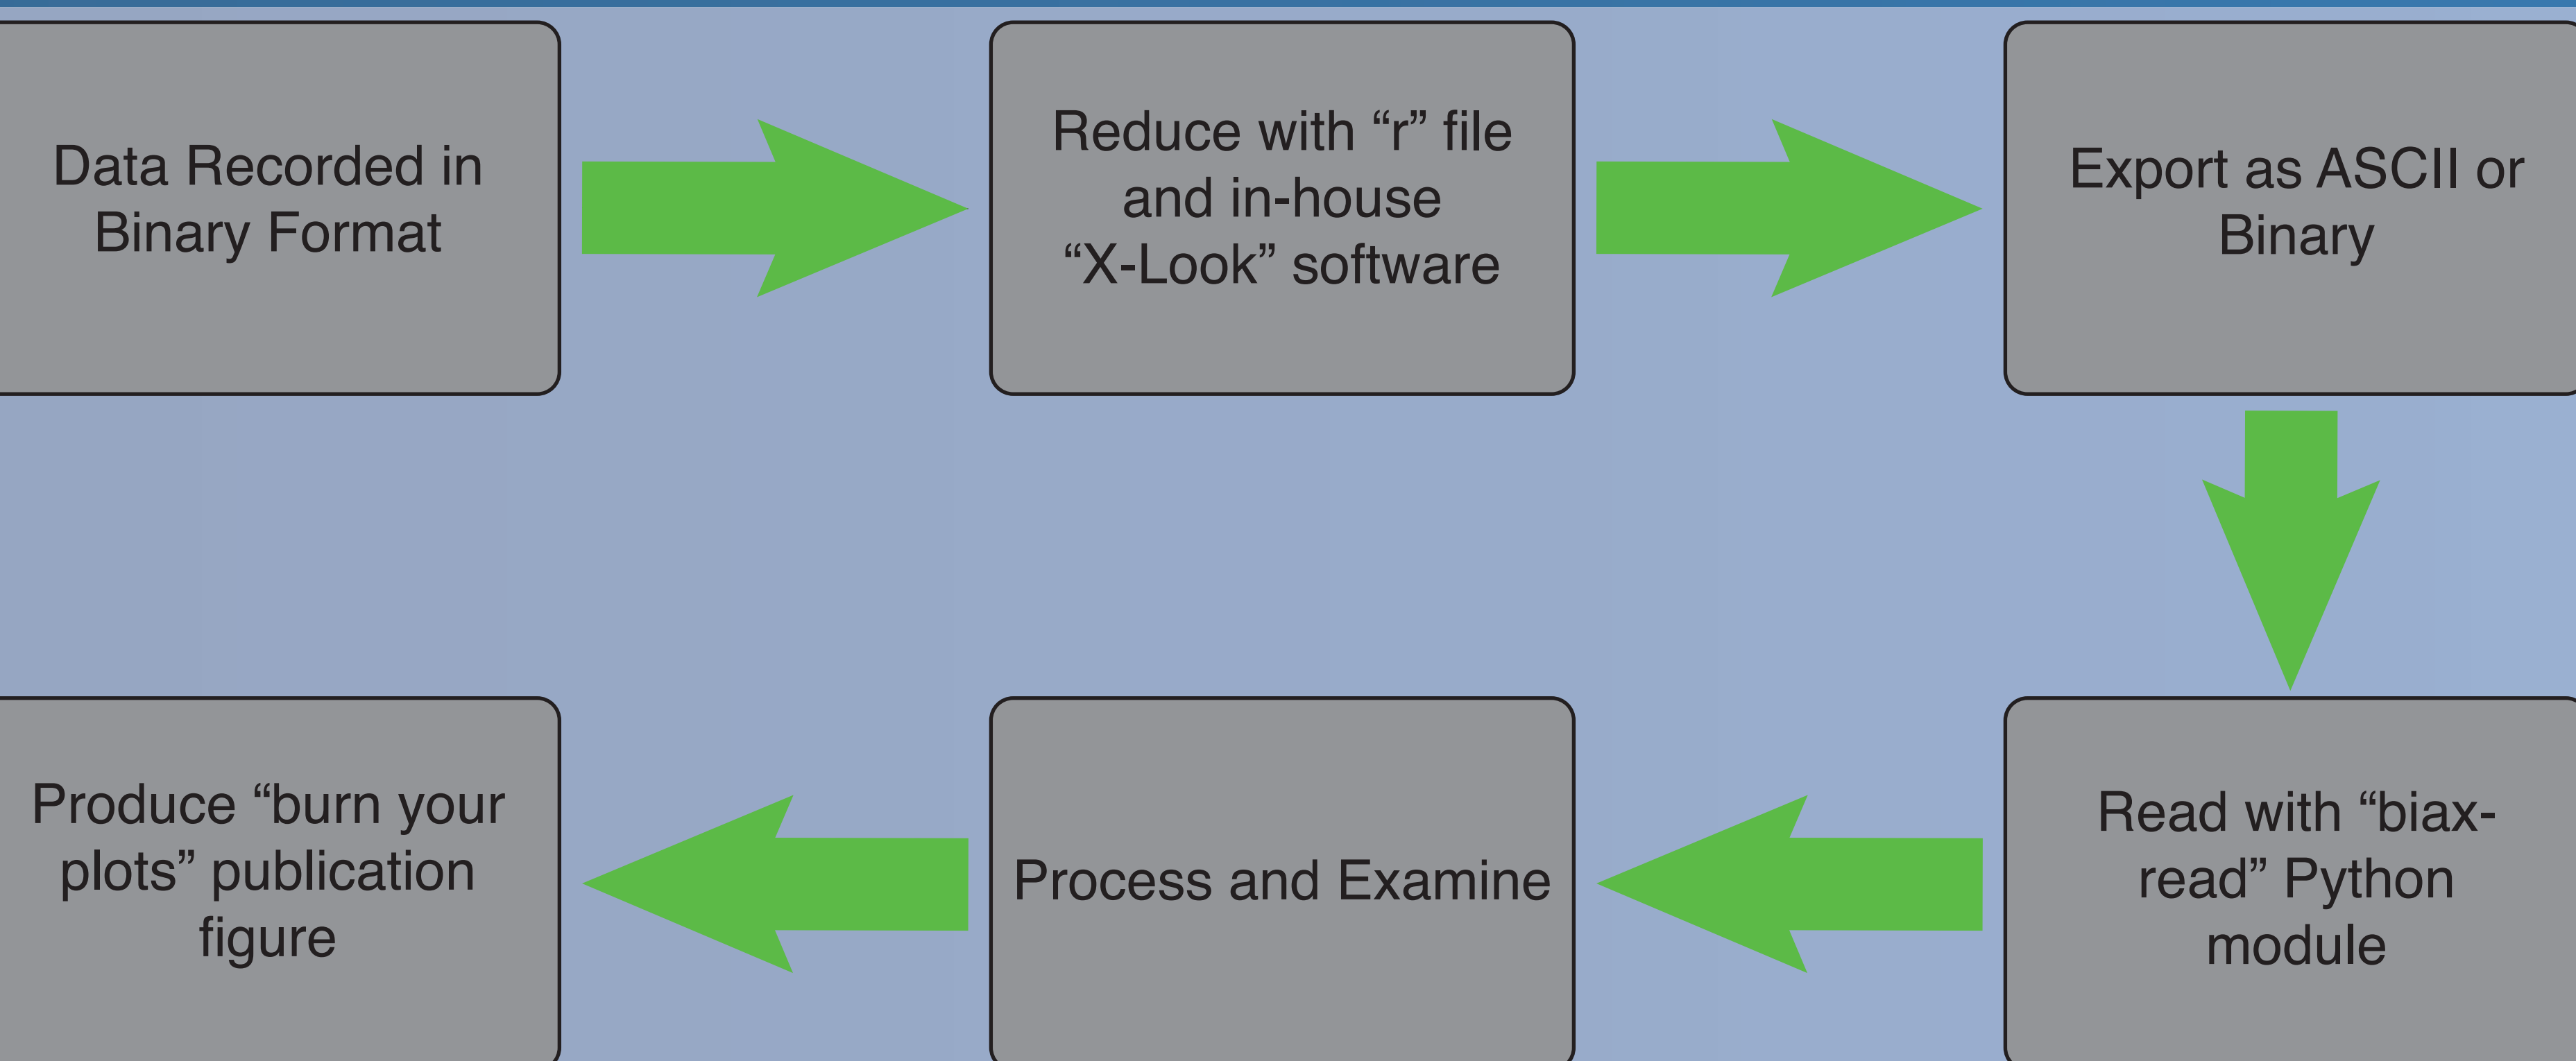 Data Recorded in
Binary Format
Reduce with “r” file
and in-house
“X-Look” software
Export as ASCII or
Binary
Read with “biax-
read” Python
module
Process and Examine
Produce “burn your
plots” publication
figure